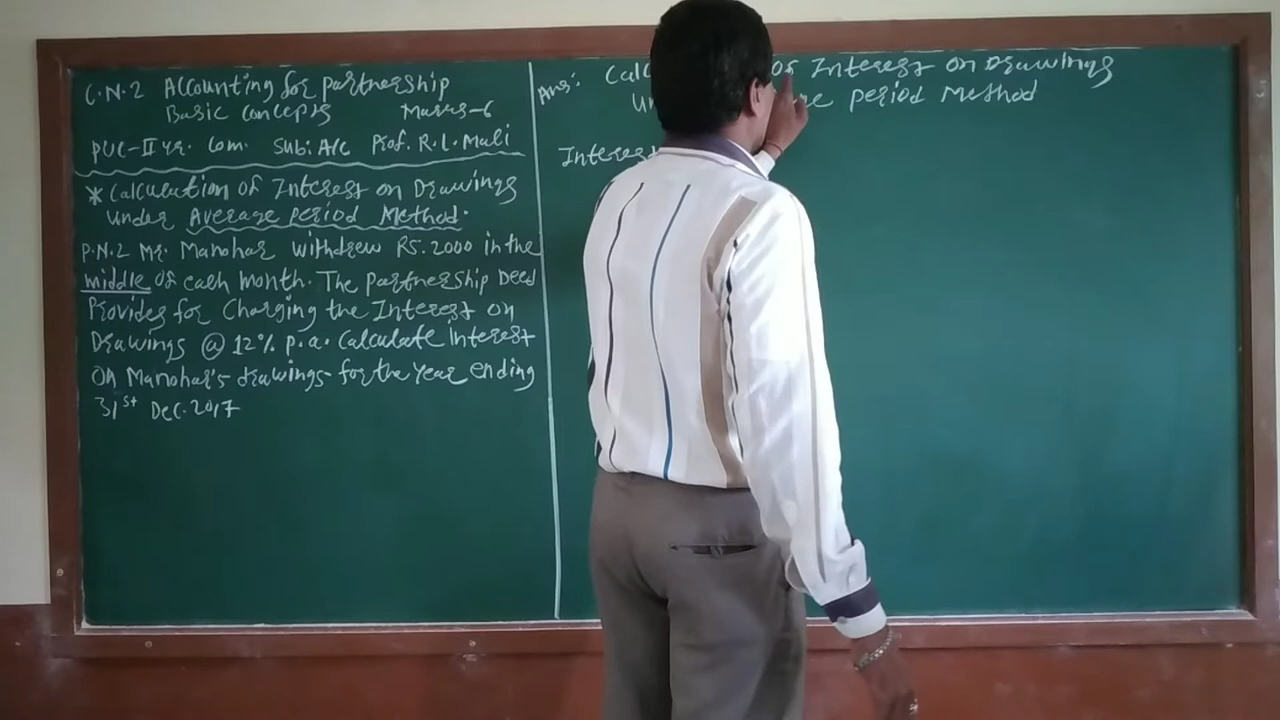 C.N.2 Accounting for partnership
Basic concepts Marks-6
PUC-II yr. Com. Sub: A/c Prof. R.L.Mali
* Calculation of Interest on Drawings
under Average period Method.
P.N.2 Mr. Manohar withdrew Rs. 2000 in the
middle of each month. The Partnership Deed
Provides for Charging the Interest on
Drawings @ 12% p.a. Calculate Interest
On Manohar's drawings for the Year ending
31st Dec. 2017
Ans: of Interest on Drawings
period Method
Interest